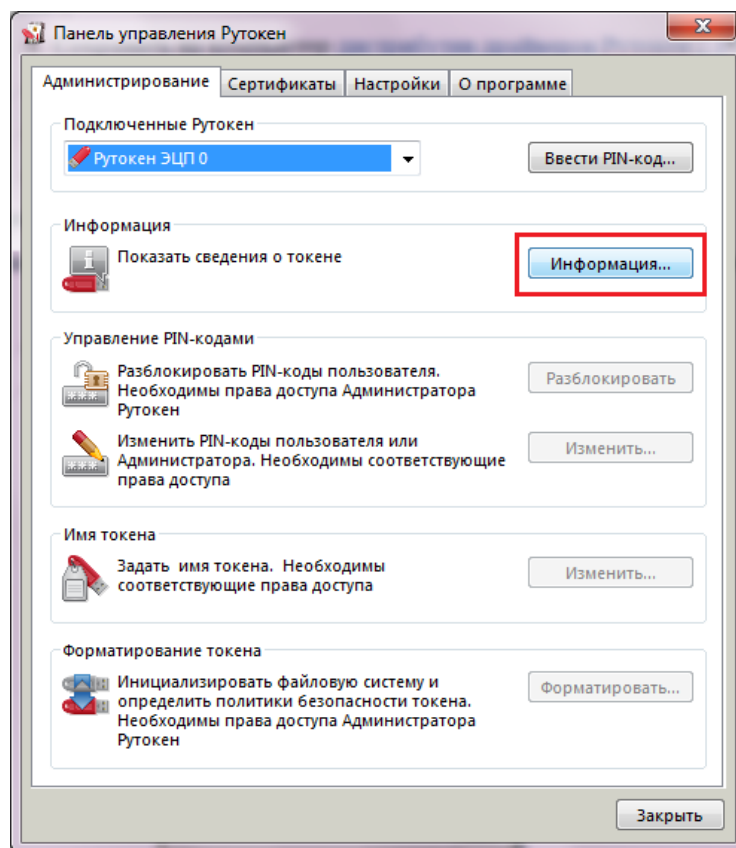 Панель управления Рутокен
Администрирование Сертификаты Настройки О программе
Подключенные Рутокен
Рутокен ЭЦП 0
Ввести PIN-код...
Информация
Показать сведения о токене
Информация...
Управление PIN-кодами
Разблокировать PIN-коды пользователя.
Необходимы права доступа Администратора
Рутокен
Разблокировать
Изменить PIN-коды пользователя или
Администратора. Необходимы соответствующие
права доступа
Изменить...
Имя токена
Задать имя токена. Необходимы
соответствующие права доступа
Изменить...
Форматирование токена
Инициализировать файловую систему и
определить политики безопасности токена.
Необходимы права доступа Администратора
Рутокен
Форматировать...
Закрыть